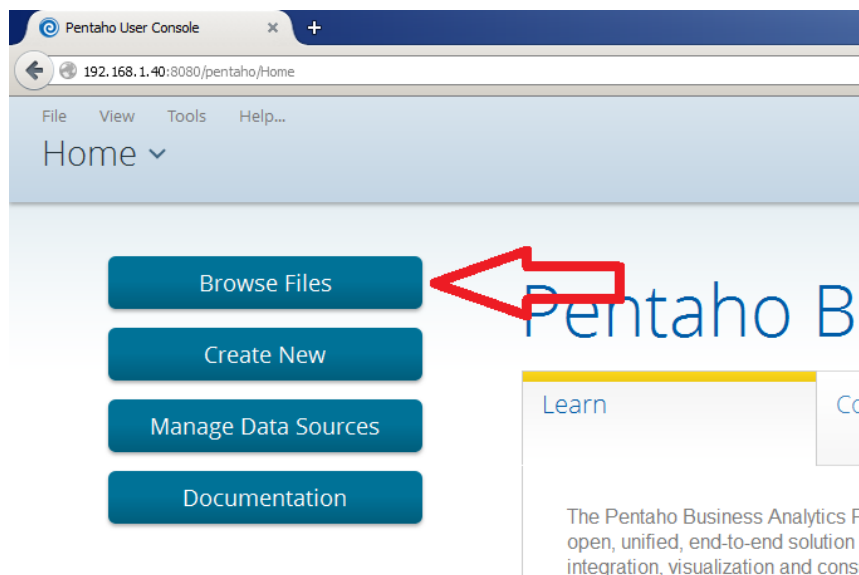 Pentaho User Console × +
192.168.1.40:8080/pentaho/Home
File View Tools Help...
Home
Browse Files
Create New
Manage Data Sources
Documentation
Pentaho B
Learn
The Pentaho Business Analytics
open, unified, end-to-end solution
integration, visualization and